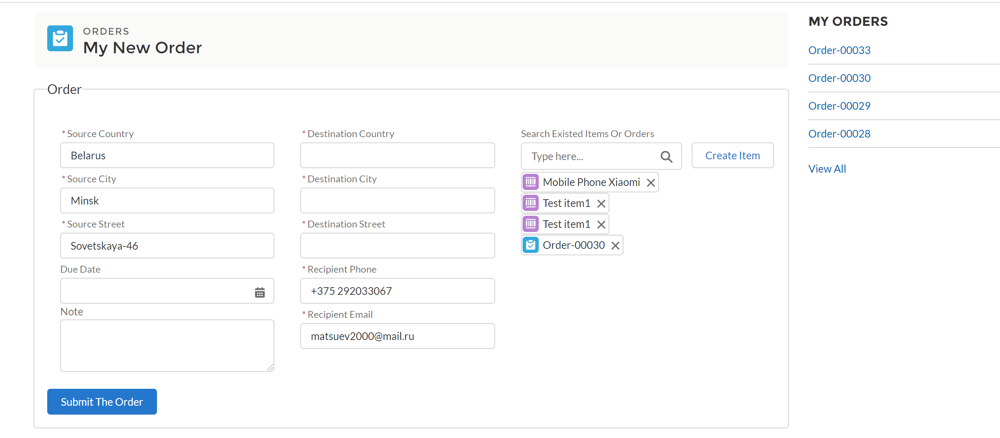 ORDERS
My New Order
Order
* Source Country
Belarus
* Source City
Minsk
* Source Street
Sovetskaya-46
Due Date
Note
Submit The Order
* Destination Country
* Destination City
* Destination Street
* Recipient Phone
+375 292033067
* Recipient Email
matsuev2000@mail.ru
Search Existed Items Or Orders
Type here...
Create Item
Mobile Phone Xiaomi
Test item1
Test item1
Order-00030
MY ORDERS
Order-00033
Order-00030
Order-00029
Order-00028
View All